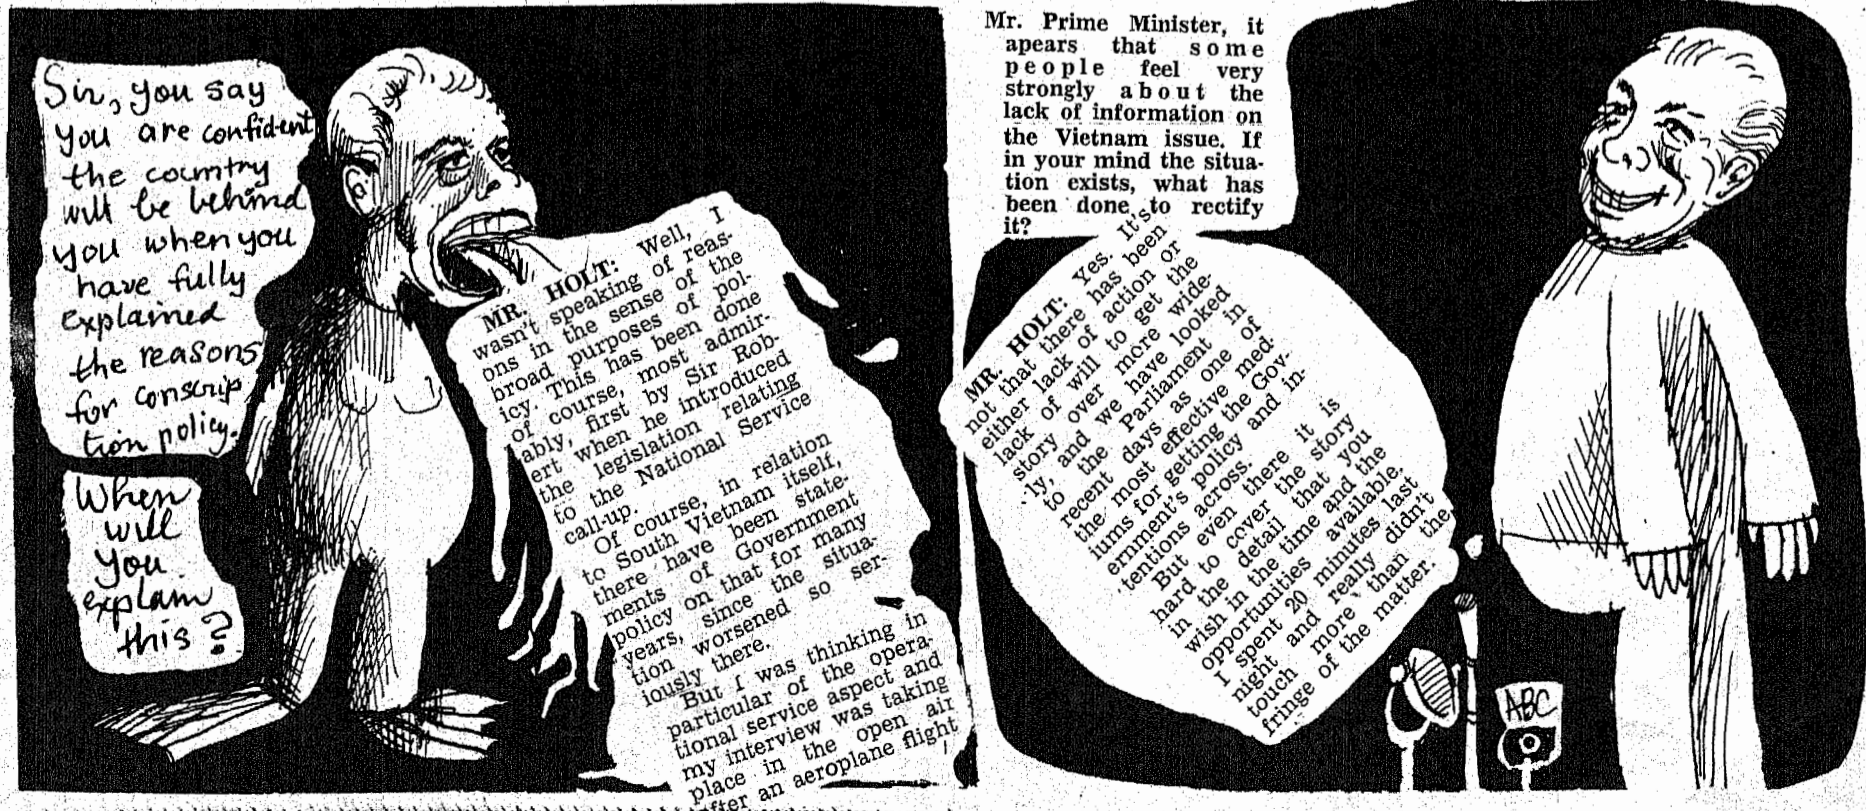 Sir, you say
you are confident
the country
will be behind
you when you
have fully
explained
the reasons
for conscrip
tion policy.
When
will
you
explain
this?
MR. HOLT: Well, I
wasn't speaking of reas-
ons in the sense of the
broad purposes of pol-
icy. This has been done
of course, most admir-
ably, first by Sir Rob-
ert when he introduced
the legislation relating
to the National Service
call-up.
Of course, in relation
to South Vietnam itself,
there have been state-
ments of Government
policy on that for many
years, since the situa-
tion worsened so ser-
iously there.
But I was thinking in
particular of the opera-
tional service aspect and
my interview was taking
place in the open air
after an aeroplane flight
Mr. Prime Minister, it
apears that some
people feel very
strongly about the
lack of information on
the Vietnam issue. If
in your mind the situa-
tion exists, what has
been done to rectify
it?
MR. HOLT: Yes. It's
not that there has been
either lack of action or
lack of will to get the
story over more wide-
ly, and we have looked
to the Parliament in
recent days as one of
the most effective med-
iums for getting the Gov-
ernment's policy and in-
tentions across.
But even there it is
hard to cover the story
in the detail that you
wish in the time and the
opportunities available.
I spent 20 minutes last
night and really didn't
touch more than the
fringe of the matter.
ABC